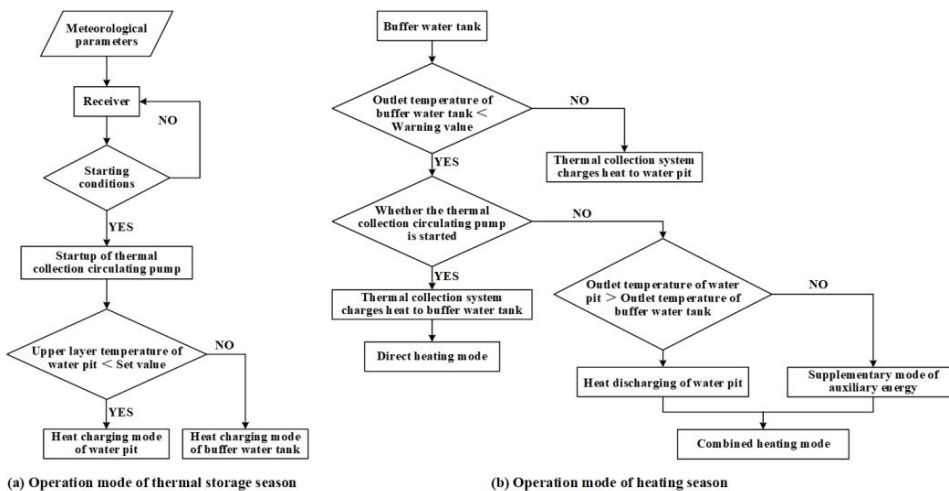 Meteorological
parameters
Receiver
NO
Starting
conditions
YES
Startup of thermal
collection circulating pump
Upper layer temperature of
water pit < Set value
NO
YES
Heat charging mode
of water pit
Heat charging mode
of buffer water tank
(a) Operation mode of thermal storage season
Buffer water tank
Outlet temperature of
buffer water tank <
Warning value
NO
YES
Thermal collection system
charges heat to water pit
Whether the thermal
collection circulating pump
is started
NO
YES
Thermal collection system
charges heat to buffer water tank
Direct heating mode
Outlet temperature of water
pit > Outlet temperature of
buffer water tank
NO
YES
Heat discharging of water pit
Supplementary mode of
auxiliary energy
Combined heating mode
(b) Operation mode of heating season